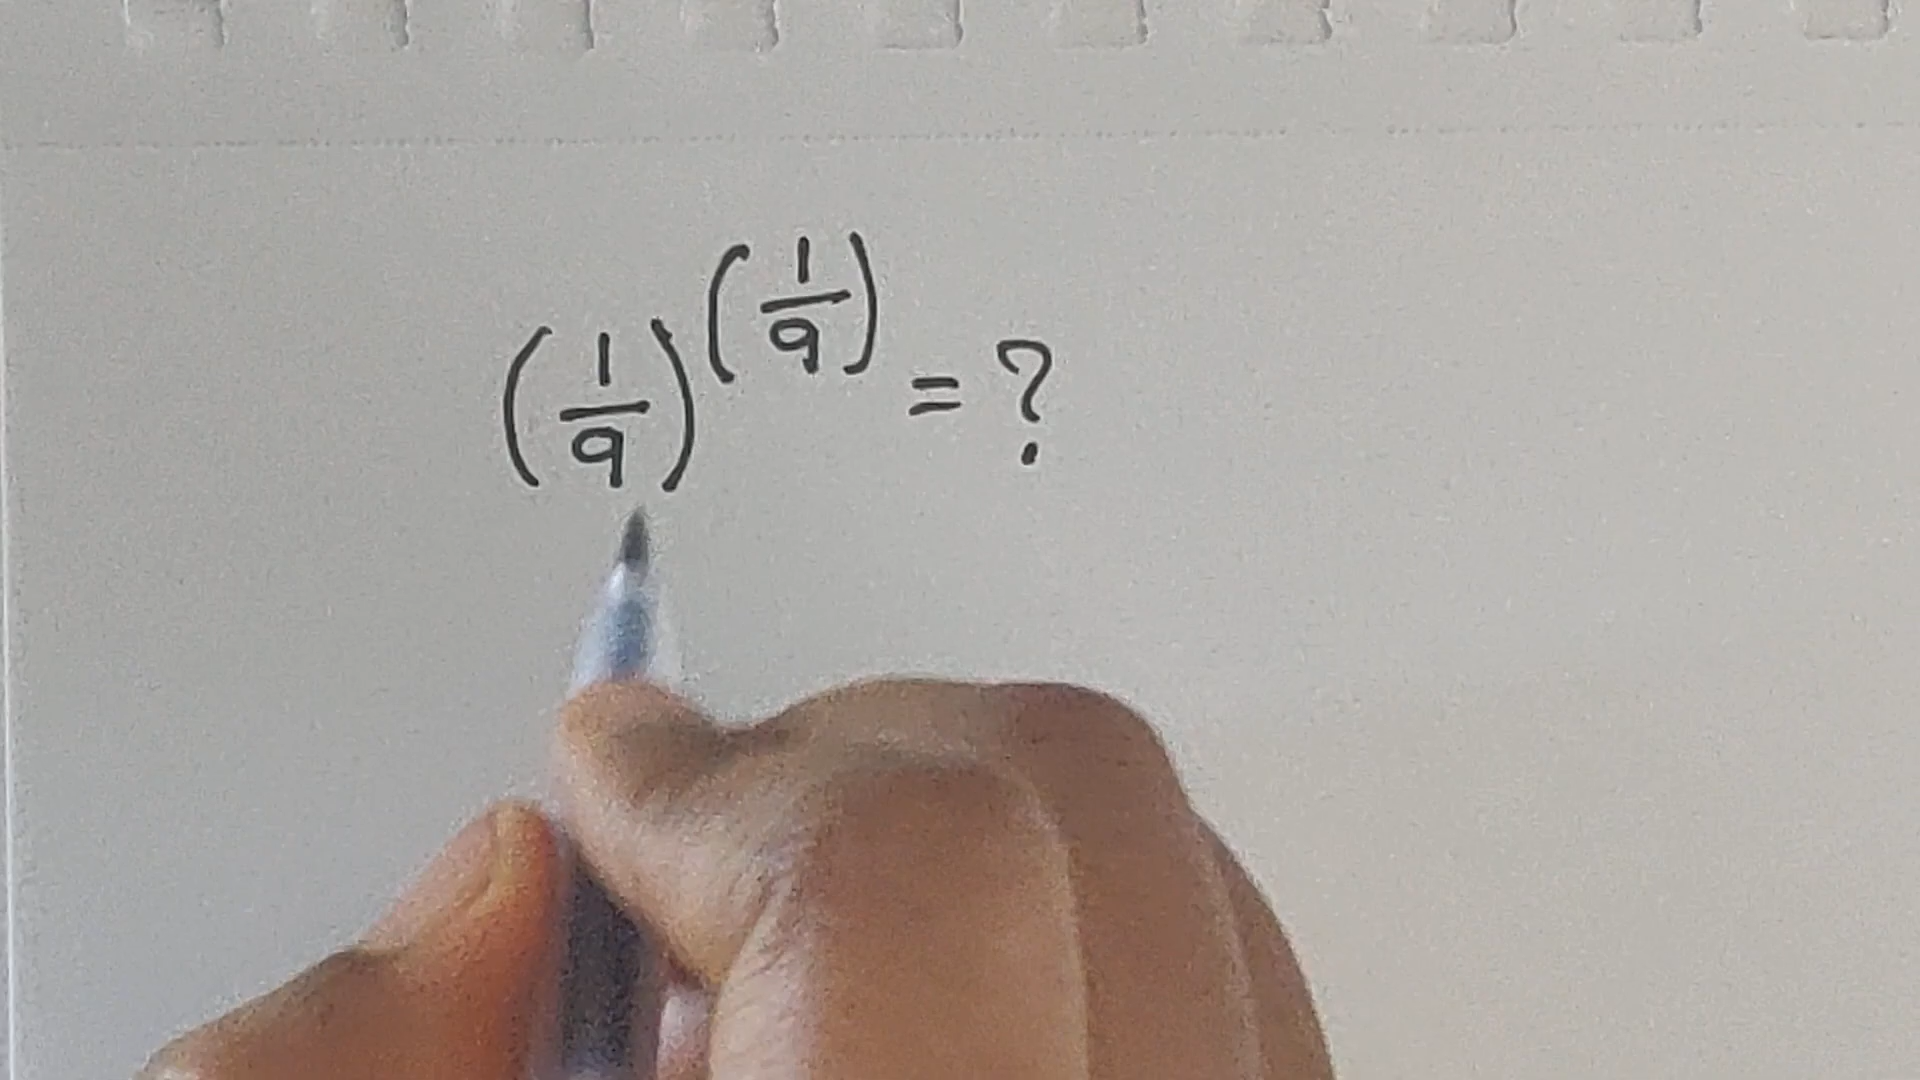 (1/9)^(1/9) = ?